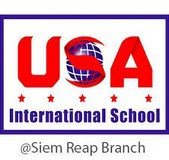 USA
International School
@Siem Reap Branch